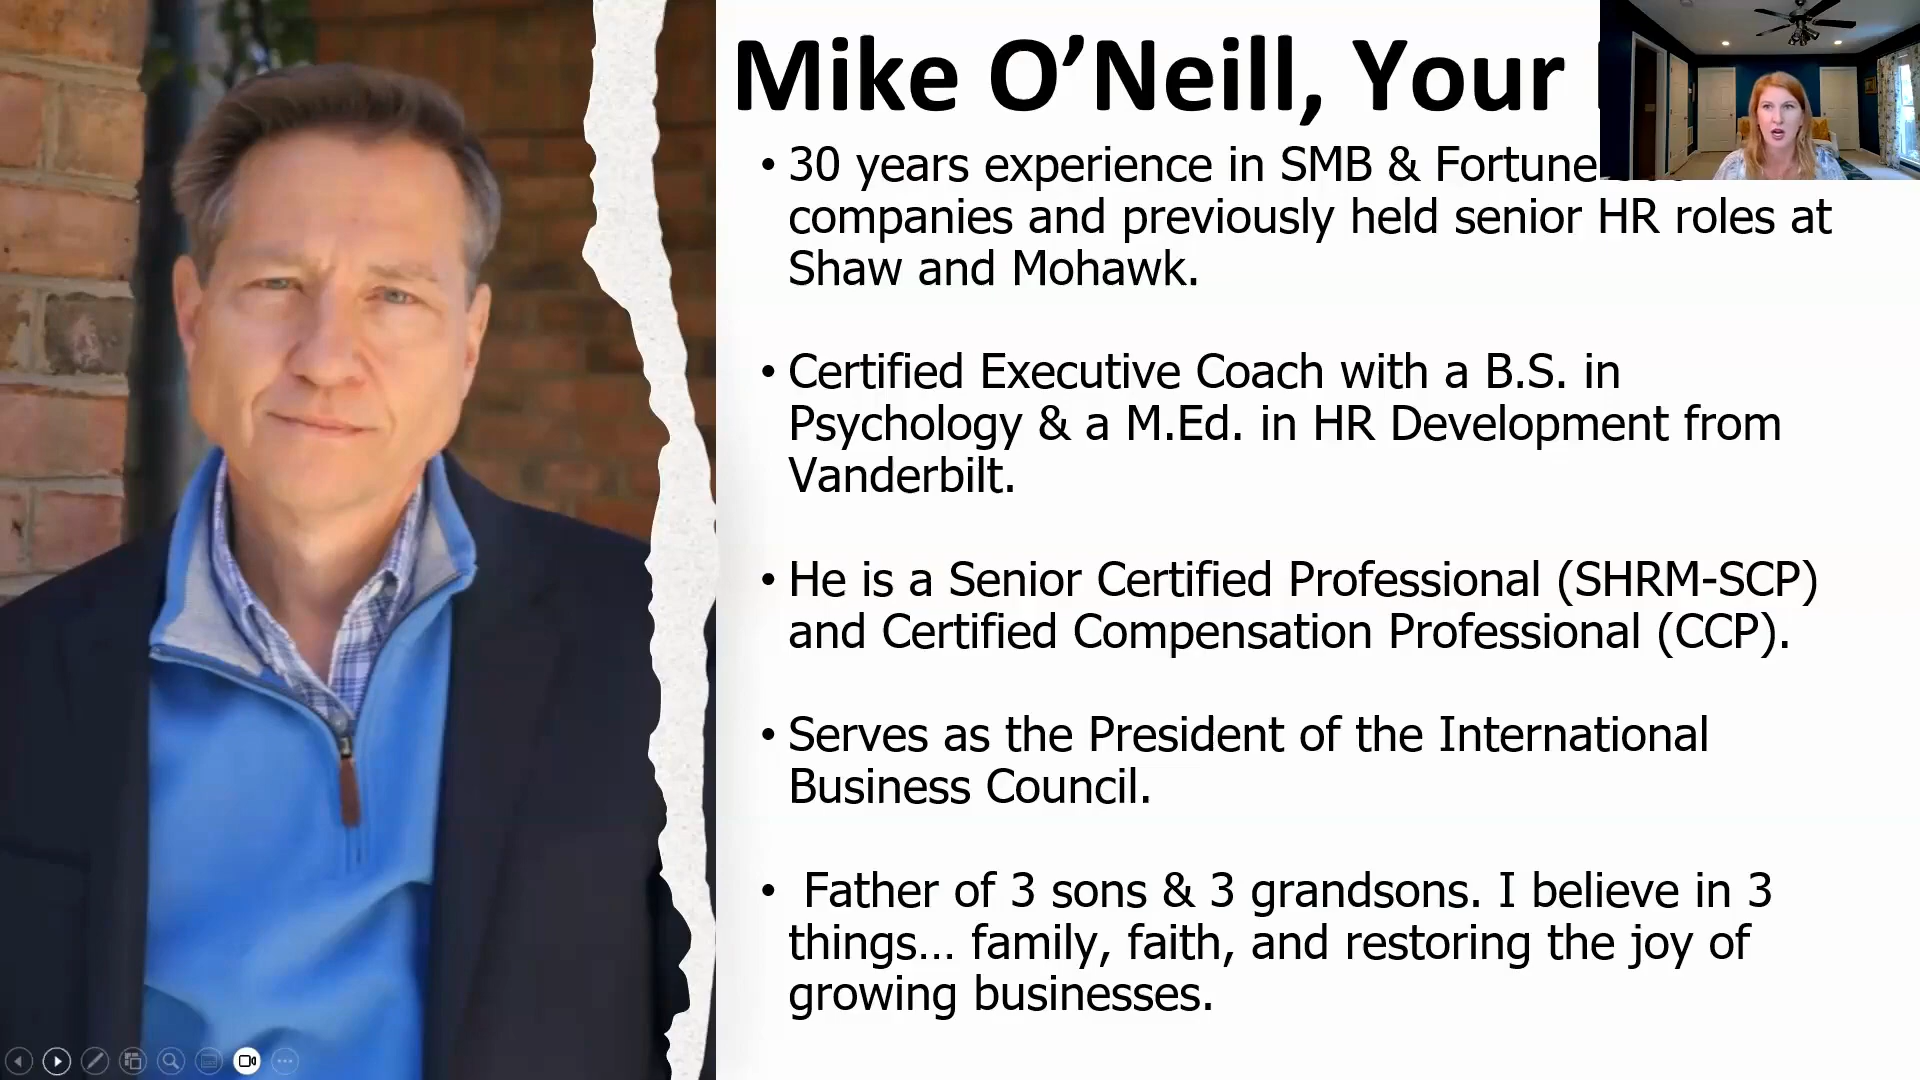 Mike O’Neill, Your
• 30 years experience in SMB & Fortune
companies and previously held senior HR roles at
Shaw and Mohawk.
• Certified Executive Coach with a B.S. in
Psychology & a M.Ed. in HR Development from
Vanderbilt.
• He is a Senior Certified Professional (SHRM-SCP)
and Certified Compensation Professional (CCP).
• Serves as the President of the International
Business Council.
• Father of 3 sons & 3 grandsons. I believe in 3
things… family, faith, and restoring the joy of
growing businesses.